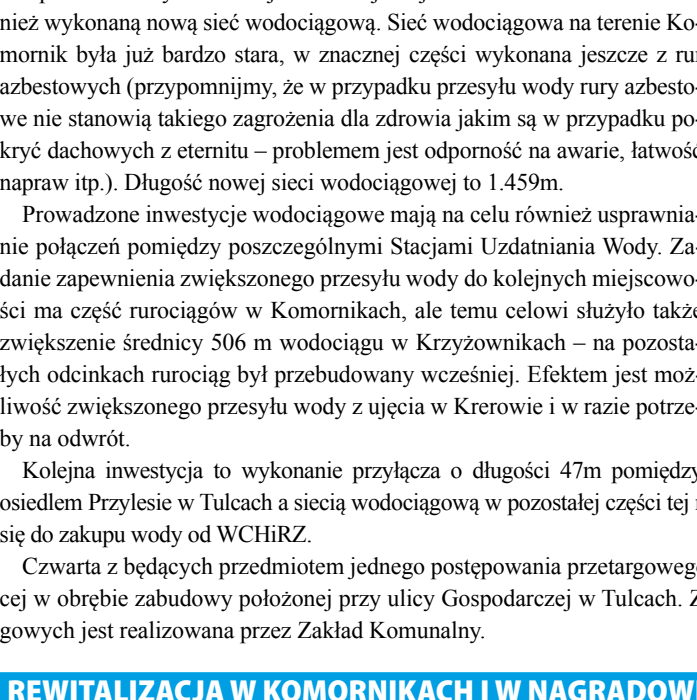 nież wykonaną nową sieć wodociągową. Sieć wodociągowa na terenie Ko-
mornik była już bardzo stara, w znacznej części wykonana jeszcze z rur
azbestowych (przypomnijmy, że w przypadku przesyłu wody rury azbesto-
we nie stanowią takiego zagrożenia dla zdrowia jakim są w przypadku po-
kryć dachowych z eternitu – problemem jest odporność na awarie, łatwość
napraw itp.). Długość nowej sieci wodociągowej to 1.459m.
Prowadzone inwestycje wodociągowe mają na celu również usprawnia-
nie połączeń pomiędzy poszczególnymi Stacjami Uzdatniania Wody. Za-
danie zapewnienia zwiększonego przesyłu wody do kolejnych miejscowo-
ści ma część rurociągów w Komornikach, ale temu celowi służyło także
zwiększenie średnicy 506 m wodociągu w Krzyżownikach – na pozosta-
łych odcinkach rurociąg był przebudowany wcześniej. Efektem jest moż-
liwość zwiększonego przesyłu wody z ujęcia w Krerowie i w razie potrze-
by na odwrót.
Kolejna inwestycja to wykonanie przyłącza o długości 47m pomiędzy
osiedlem Przylesie w Tulcach a siecią wodociągową w pozostałej części tej
się do zakupu wody od WCHiRZ.
Czwarta z będących przedmiotem jednego postępowania przetargoweg
cej w obrębie zabudowy położonej przy ulicy Gospodarczej w Tulcach. Z
gowych jest realizowana przez Zakład Komunalny.
REWITALIZACJA W KOMORNIKACH I W NAGRADOW